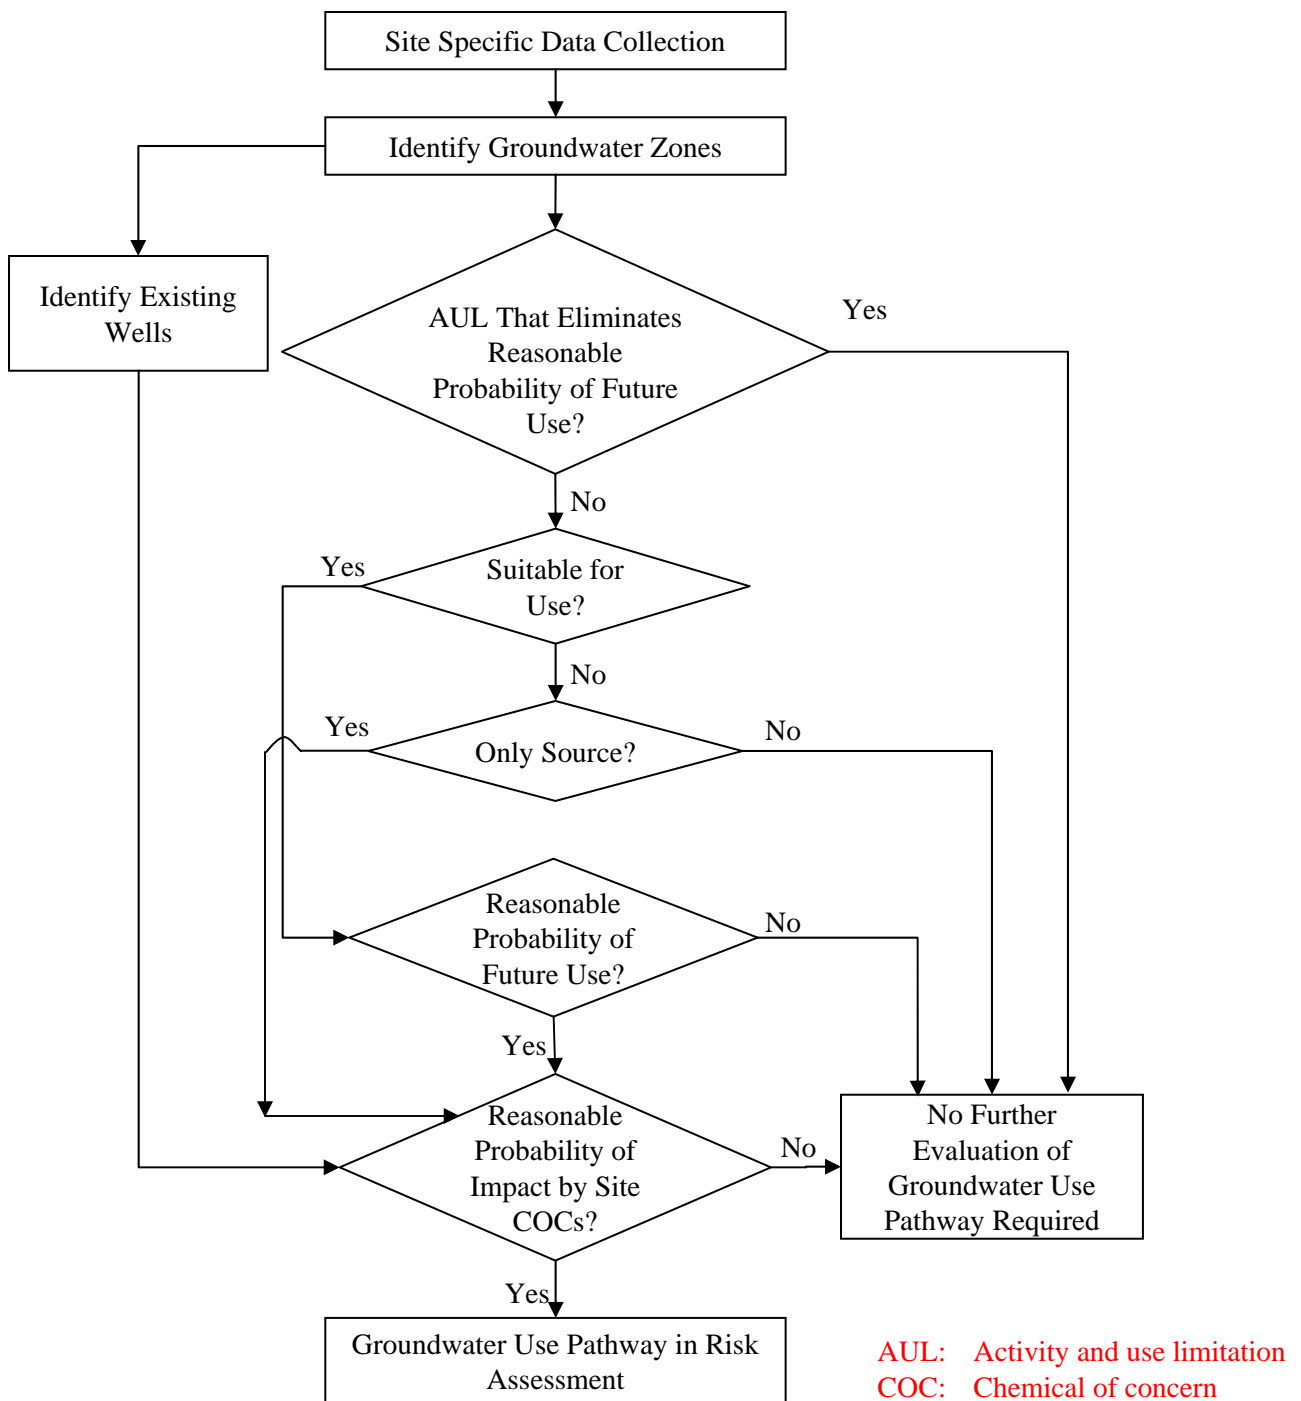 Site Specific Data Collection
Identify Groundwater Zones
Identify Existing
Wells
AUL That Eliminates
Reasonable
Probability of Future
Use?
Yes
No
Suitable for
Use?
Yes
No
Only Source?
Yes
No
Reasonable
Probability of
Future Use?
No
Yes
Reasonable
Probability of
Impact by Site
COCs?
No
No Further
Evaluation of
Groundwater Use
Pathway Required
Yes
Groundwater Use Pathway in Risk
Assessment
AUL: Activity and use limitation
COC: Chemical of concern